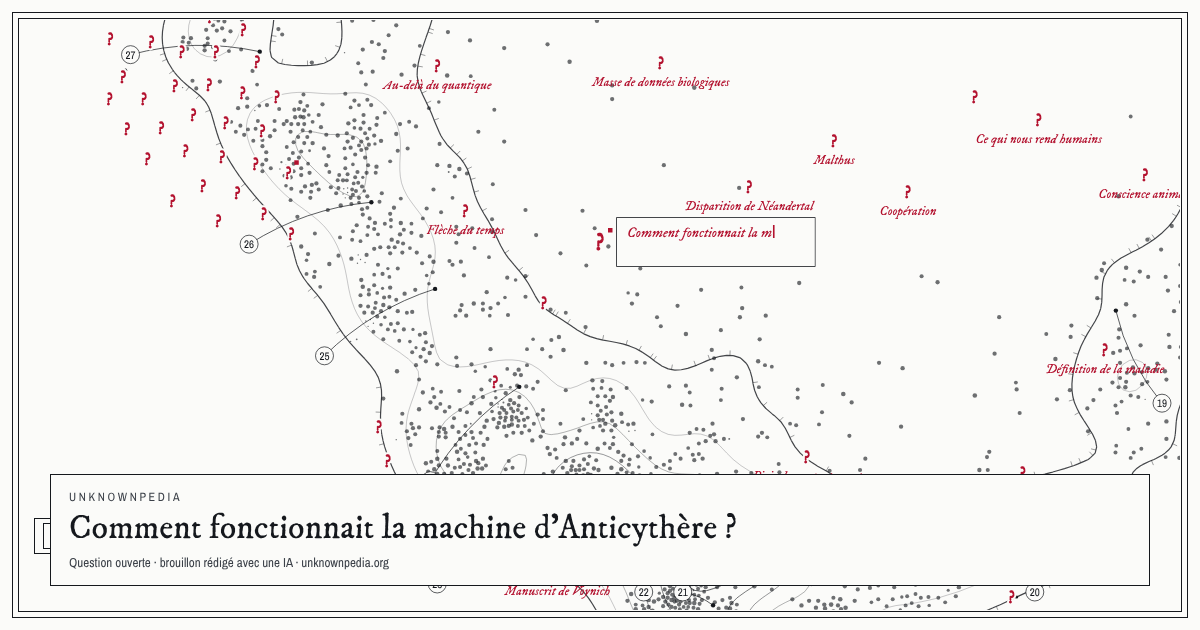 27
Au-delà du quantique
Masse de données biologiques
Ce qui nous rend humains
Malthus
Conscience anim
Disparition de Néandertal
Coopération
Flèche du temps
Comment fonctionnait la m
26
25
Définition de la maladie
19
UNKNOWNPEDIA
Comment fonctionnait la machine d'Anticythère ?
Question ouverte · brouillon rédigé avec une IA · unknownpedia.org
Manuscrit de Voynich
22
21
20